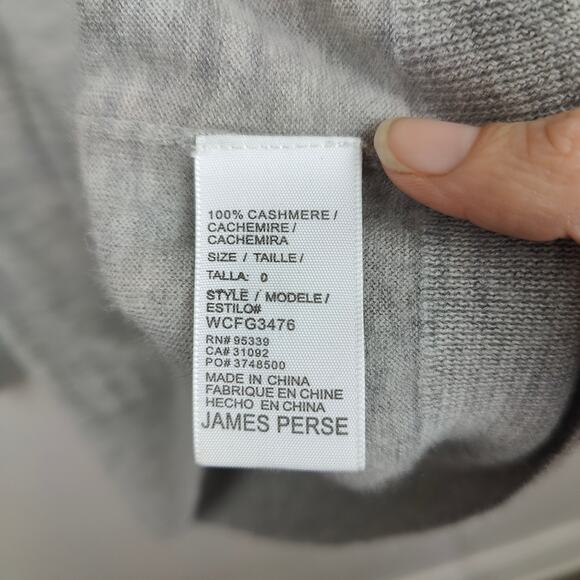 100% CASHMERE /
CACHEMIRE /
CACHEMIRA
SIZE / TAILLE /
TALLA: 0
STYLE / MODELE /
ESTILO#
WCFG3476
RN# 95339
CA# 31092
PO# 3748500
MADE IN CHINA
FABRIQUE EN CHINE
HECHO EN CHINA
JAMES PERSE